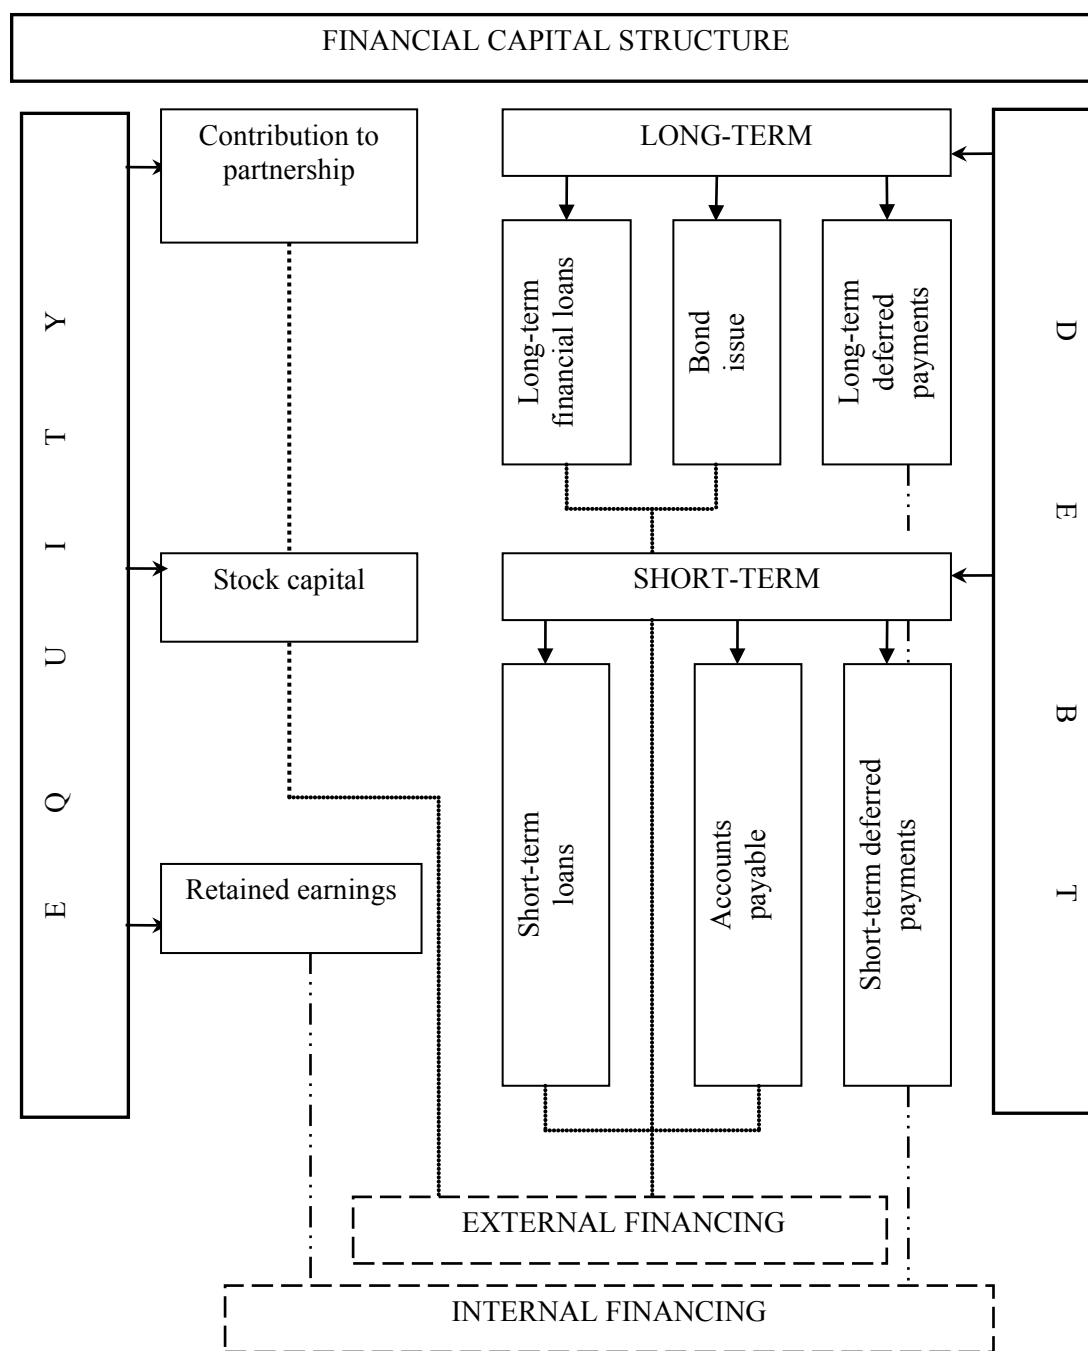 FINANCIAL CAPITAL STRUCTURE
EQUITY
Contribution to
partnership
Stock capital
Retained earnings
LONG-TERM
Long-term
financial loans
Bond
issue
Long-term
deferred
payments
SHORT-TERM
Short-term
loans
Accounts
payable
Short-term deferred
payments
DEBT
EXTERNAL FINANCING
INTERNAL FINANCING